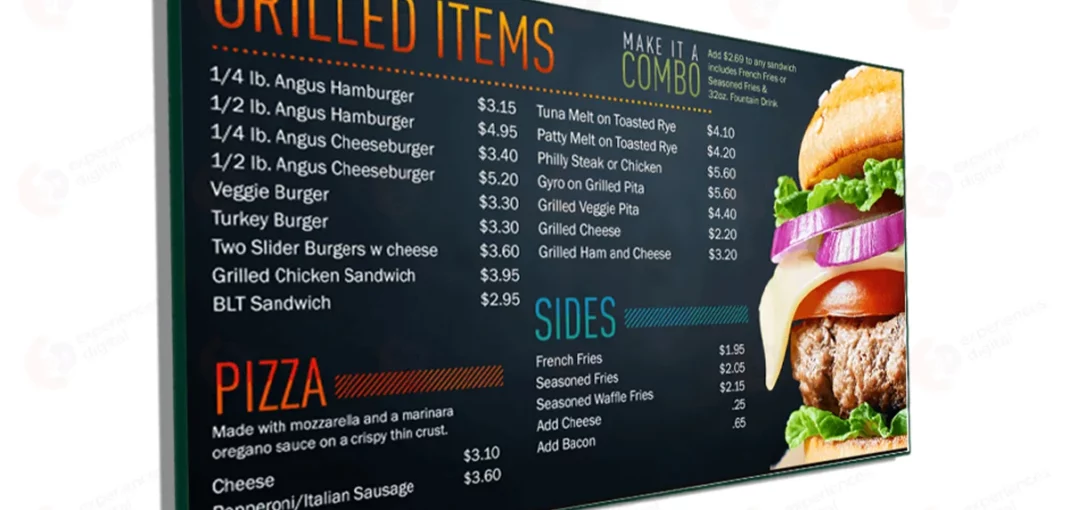 GRILLED ITEMS
1/4 lb. Angus Hamburger $3.15
1/2 lb. Angus Hamburger $4.95
1/4 lb. Angus Cheeseburger $3.40
1/2 lb. Angus Cheeseburger $5.20
Veggie Burger $3.30
Turkey Burger $3.30
Two Slider Burgers w cheese $3.60
Grilled Chicken Sandwich $3.95
BLT Sandwich $2.95
PIZZA
Made with mozzarella and a marinara
oregano sauce on a crispy thin crust.
Cheese $3.10
Pepperoni/Italian Sausage $3.60
MAKE IT A
COMBO
Add $2.69 to any sandwich
includes French Fries or
Seasoned Fries &
32oz. Fountain Drink
Tuna Melt on Toasted Rye $4.10
Patty Melt on Toasted Rye $4.20
Philly Steak or Chicken $5.60
Gyro on Grilled Pita $5.60
Grilled Veggie Pita $4.40
Grilled Cheese $2.20
Grilled Ham and Cheese $3.20
SIDES
French Fries $1.95
Seasoned Fries $2.05
Seasoned Waffle Fries $2.15
Add Cheese .25
Add Bacon .65